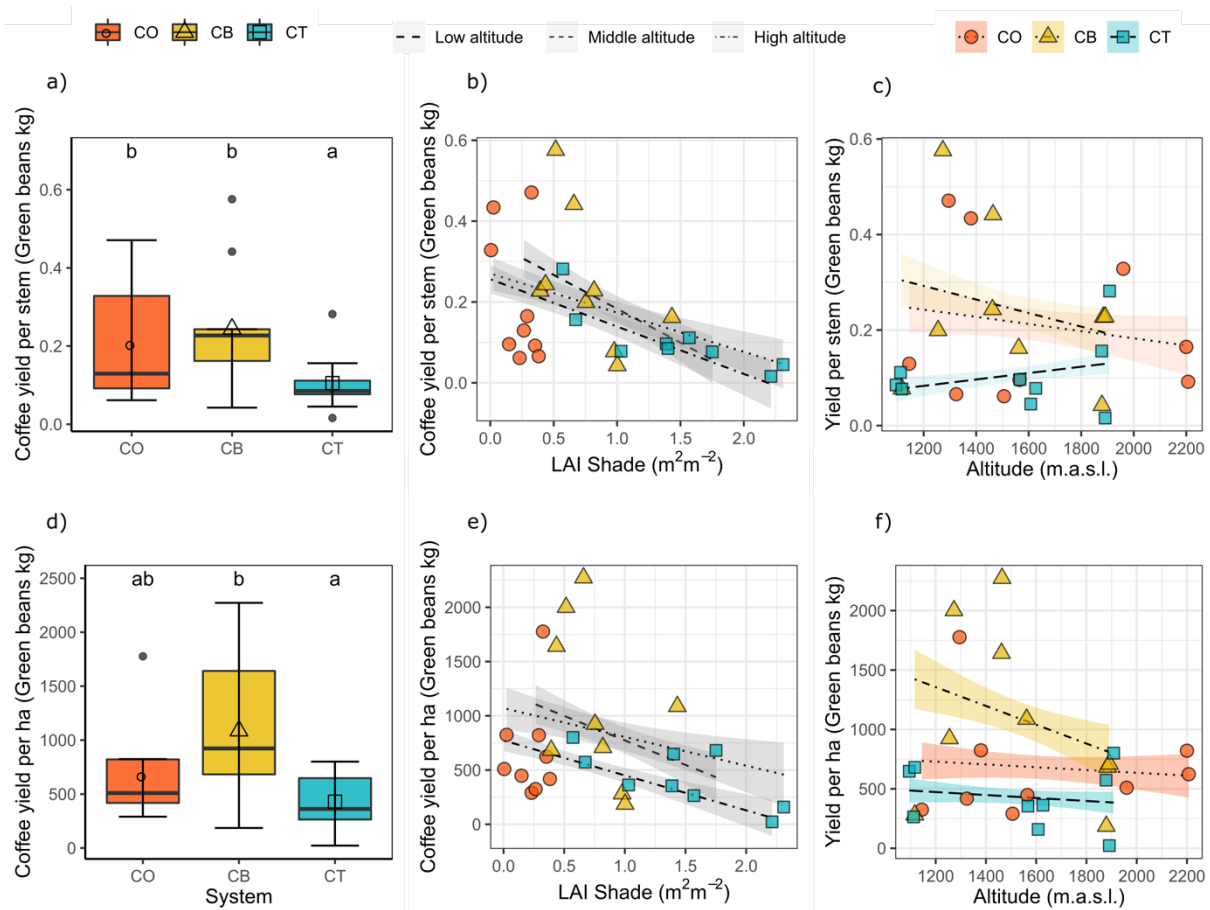 CO CB CT
Low altitude Middle altitude High altitude
CO CB CT
a)
Coffee yield per stem (Green beans kg)
b b a
0.6
0.4
0.2
0.0
CO CB CT
b)
Coffee yield per stem (Green beans kg)
0.6
0.4
0.2
0.0
0.0 0.5 1.0 1.5 2.0
LAI Shade (m²m⁻²)
c)
Yield per stem (Green beans kg)
0.6
0.4
0.2
0.0
1200 1400 1600 1800 2000 2200
Altitude (m.a.s.l.)
d)
Coffee yield per ha (Green beans kg)
ab b a
2500
2000
1500
1000
500
0
CO CB CT
System
e)
Coffee yield per ha (Green beans kg)
2000
1500
1000
500
0
0.0 0.5 1.0 1.5 2.0
LAI Shade (m²m⁻²)
f)
Yield per ha (Green beans kg)
2000
1500
1000
500
0
1200 1400 1600 1800 2000 2200
Altitude (m.a.s.l.)